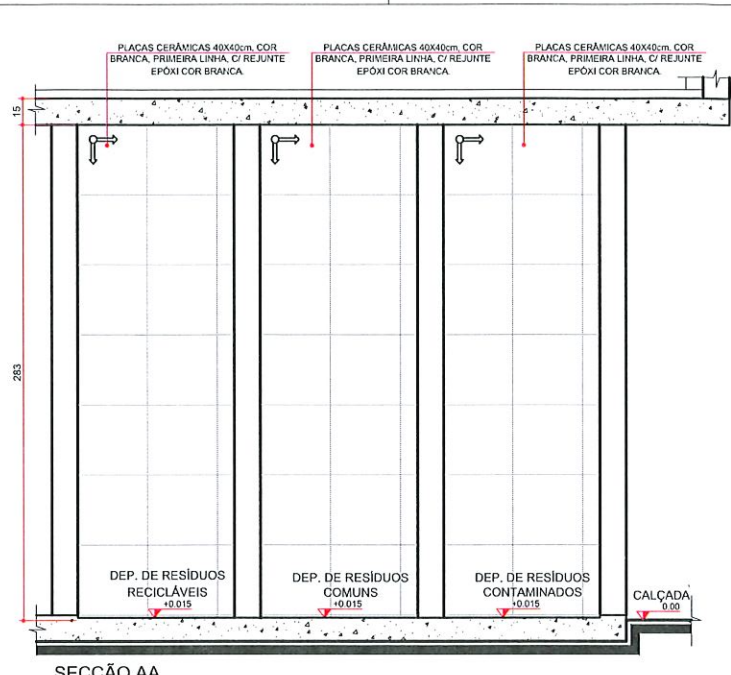 PLACAS CERÂMICAS 40X40cm, COR
BRANCA, PRIMEIRA LINHA, C/ REJUNTE
EPÓXI COR BRANCA.
PLACAS CERÂMICAS 40X40cm, COR
BRANCA, PRIMEIRA LINHA, C/ REJUNTE
EPÓXI COR BRANCA.
PLACAS CERÂMICAS 40X40cm, COR
BRANCA, PRIMEIRA LINHA, C/ REJUNTE
EPÓXI COR BRANCA.
15
283
DEP. DE RESÍDUOS
RECICLÁVEIS
+0.015
DEP. DE RESÍDUOS
COMUNS
+0.015
DEP. DE RESÍDUOS
CONTAMINADOS
+0.015
CALÇADA
0.00
SECÇÃO AA